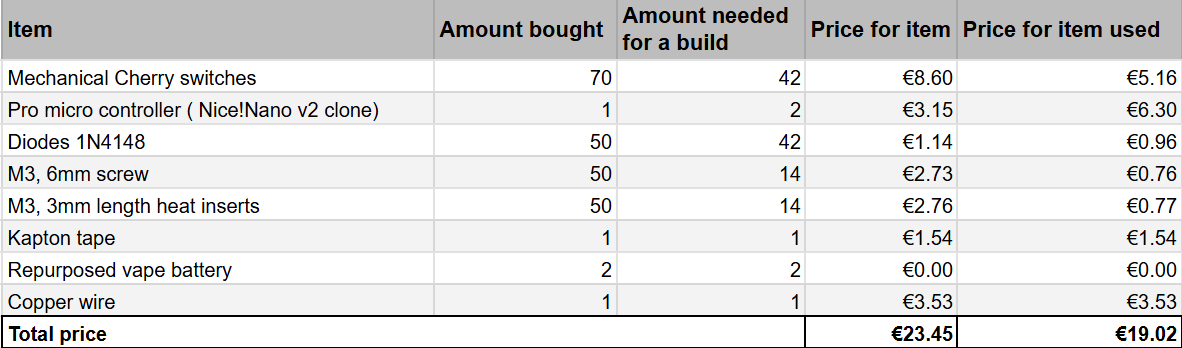 Item Amount bought Amount needed for a build Price for item Price for item used
Mechanical Cherry switches 70 42 €8.60 €5.16
Pro micro controller ( Nice!Nano v2 clone) 1 2 €3.15 €6.30
Diodes 1N4148 50 42 €1.14 €0.96
M3, 6mm screw 50 14 €2.73 €0.76
M3, 3mm length heat inserts 50 14 €2.76 €0.77
Kapton tape 1 1 €1.54 €1.54
Repurposed vape battery 2 2 €0.00 €0.00
Copper wire 1 1 €3.53 €3.53
Total price €23.45 €19.02